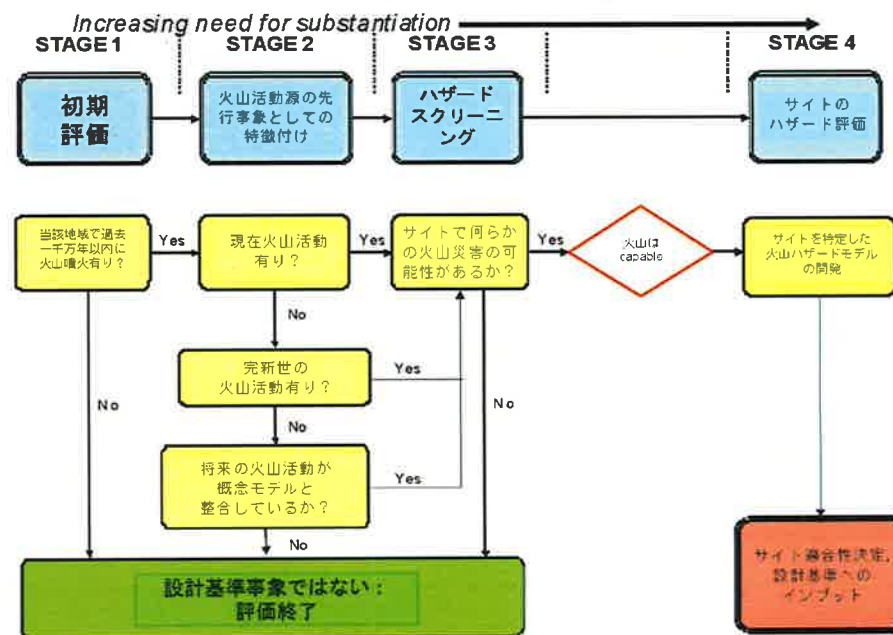 Increasing need for substantiation
STAGE 1
STAGE 2
STAGE 3
STAGE 4
初期
評価
火山活動源の先
行事象としての
特徴付け
ハザード
スクリーニ
ング
サイトの
ハザード評価
当該地域で過去
一千万年以内に
火山噴火有り?
Yes
現在火山活動
有り?
Yes
サイトで何らか
の火山災害の可
能性があるか?
Yes
火山は
capable
サイトを特定した
火山ハザードモデル
の開発
No
完新世の
火山活動有り?
Yes
No
No
No
将来の火山活動が
概念モデルと
整合しているか?
Yes
No
設計基準事象ではない:
評価終了
サイト適合性決定,
設計基準への
インプット